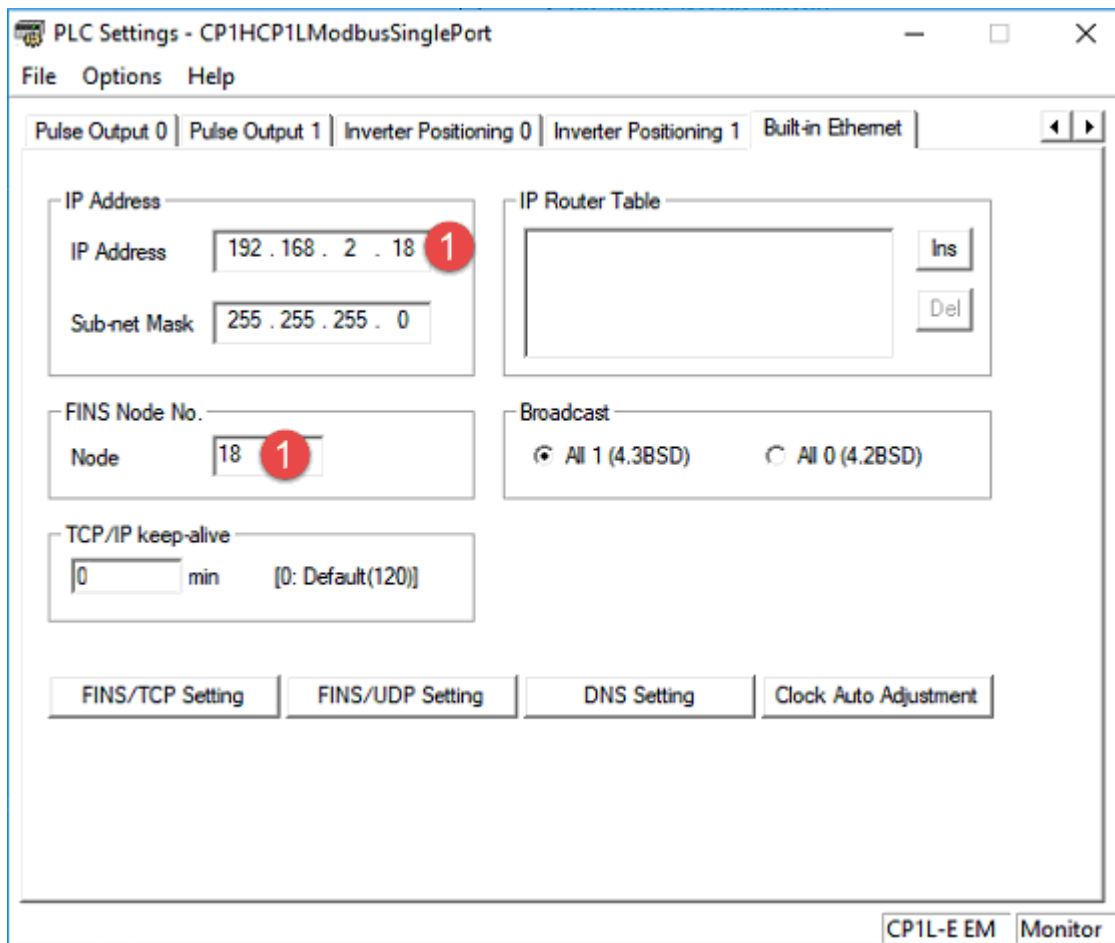 PLC Settings - CP1HCP1LModbusSinglePort
File Options Help
Pulse Output 0 Pulse Output 1 Inverter Positioning 0 Inverter Positioning 1 Built-in Ethernet
IP Address
IP Address 192 . 168 . 2 . 18 1
Sub-net Mask 255 . 255 . 255 . 0
IP Router Table
Ins
Del
FINS Node No.
Node 18 1
Broadcast
All 1 (4.3BSD) All 0 (4.2BSD)
TCP/IP keep-alive
0 min [0: Default(120)]
FINS/TCP Setting FINS/UDP Setting DNS Setting Clock Auto Adjustment
CP1L-E EM Monitor